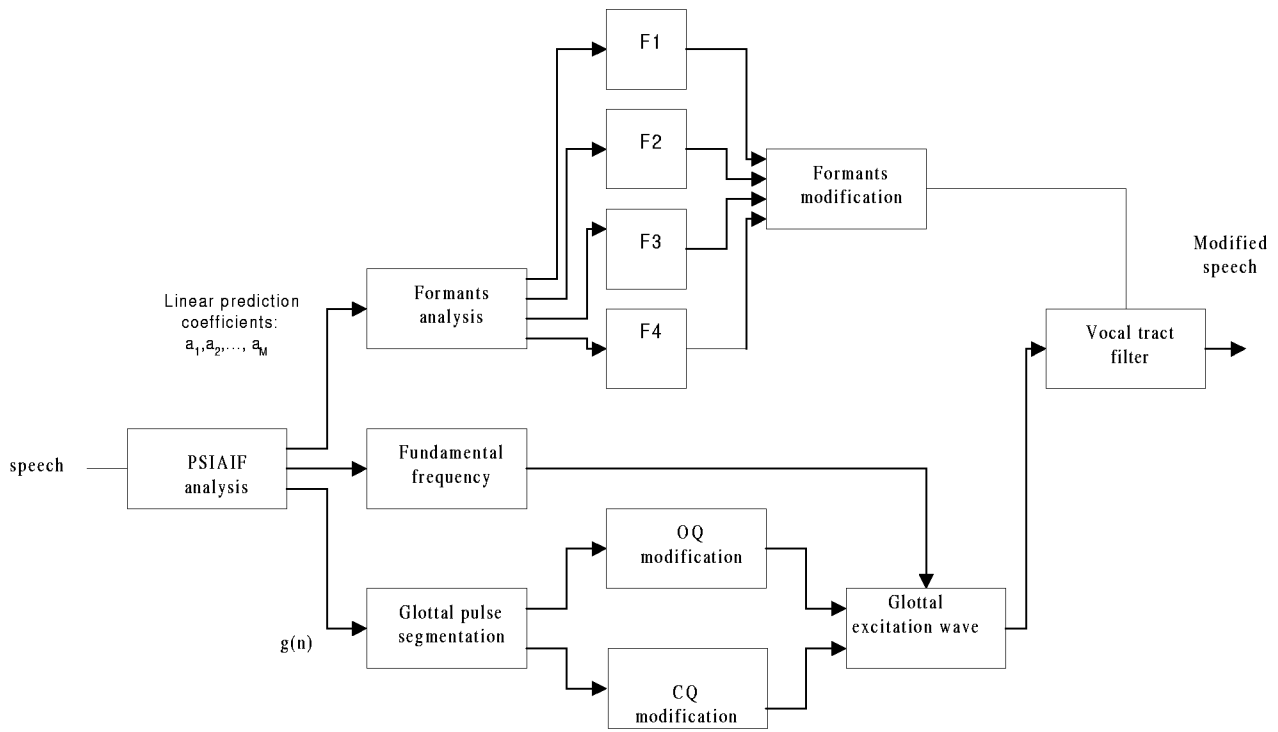 F1
F2
F3
F4
Formants
modification
Modified
speech
Linear prediction
coefficients:
a1,a2,..., aM
Formants
analysis
Vocal tract
filter
speech
PSIAIF
analysis
Fundamental
frequency
OQ
modification
g(n)
Glottal pulse
segmentation
Glottal
excitation wave
CQ
modification